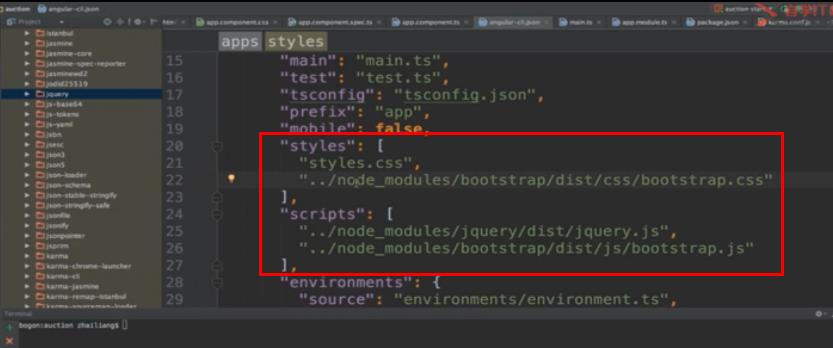 auction
angular-cli.json
Project
html
app.component.css
app.component.spec.ts
app.component.ts
angular-cli.json
main.ts
app.module.ts
package.json
karma.conf.js
auction start
apps styles
istanbul
jasmine
jasmine-core
jasmine-spec-reporter
jasminewd2
jodid25519
jquery
js-base64
js-tokens
js-yaml
jsbn
jsesc
json3
json5
json-loader
json-schema
json-stable-stringify
json-stringify-safe
jsonfile
jsonify
jsonpointer
jsprim
karma
karma-chrome-launcher
karma-cli
karma-jasmine
karma-remap-istanbul
karma-sourcemap-loader
15 "main": "main.ts",
16 "test": "test.ts",
17 "tsconfig": "tsconfig.json",
18 "prefix": "app",
19 "mobile": false,
20 "styles": [
21 "styles.css",
22 "../node_modules/bootstrap/dist/css/bootstrap.css"
23 ],
24 "scripts": [
25 "../node_modules/jquery/dist/jquery.js",
26 "../node_modules/bootstrap/dist/js/bootstrap.js"
27 ],
28 "environments": {
29 "source": "environments/environment.ts",
Terminal
bogon:auction zhailiang$